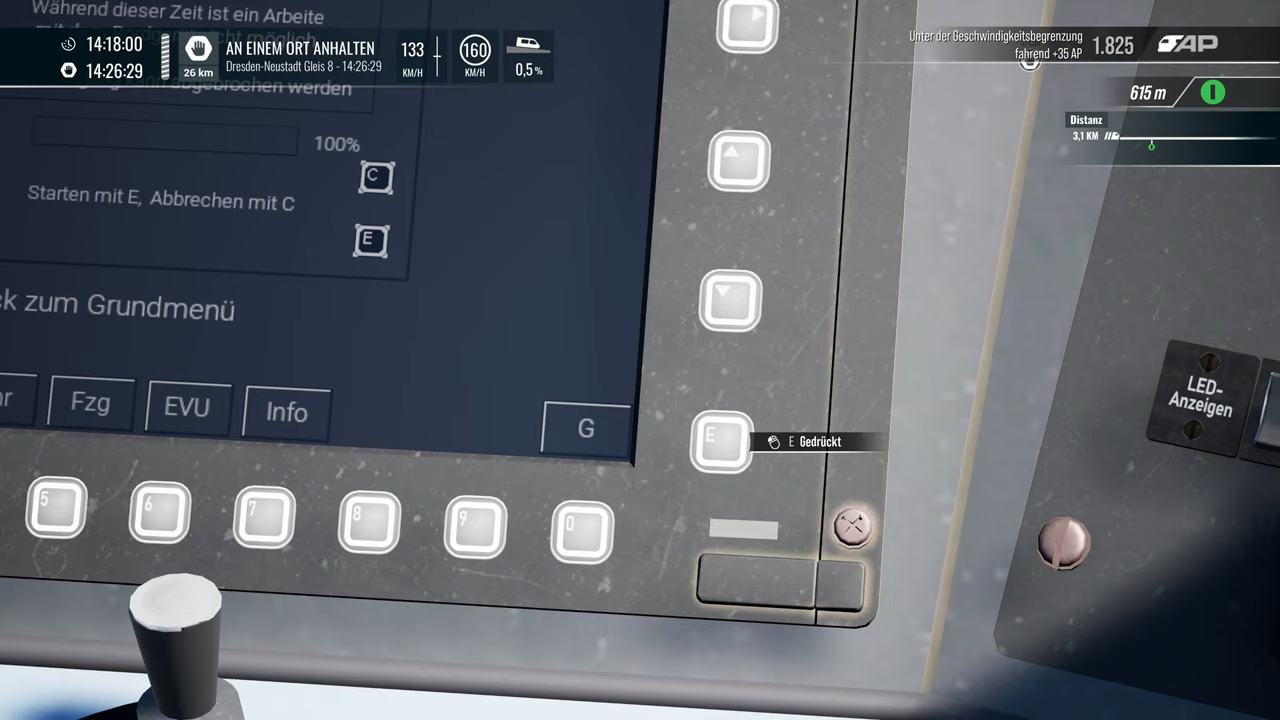 Während dieser Zeit ist ein Arbeite
abgebrochen werden
100%
C
Starten mit E, Abbrechen mit C
E
ck zum Grundmenü
Fzg
EVU
Info
G
14:18:00
14:26:29
26 km
AN EINEM ORT ANHALTEN
Dresden-Neustadt Gleis 8 - 14:26:29
133
KM/H
160
KM/H
0,5 %
Unter der Geschwindigkeitsbegrenzung
fahrend +35 AP
1.825
AP
615 m
Distanz
3,1 KM
E
E Gedrückt
5
6
7
8
9
0
LED-
Anzeigen